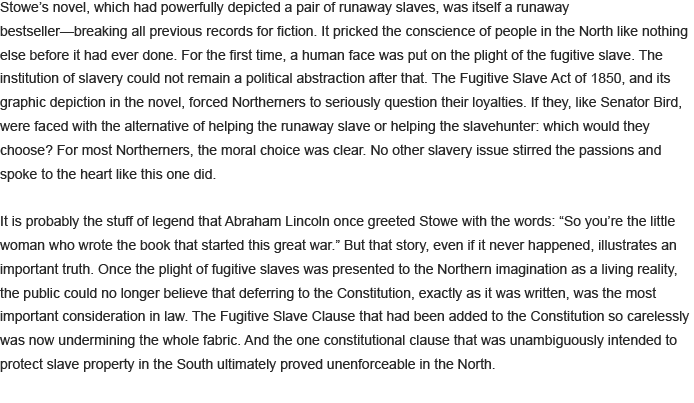 Stowe’s novel, which had powerfully depicted a pair of runaway slaves, was itself a runaway
bestseller—breaking all previous records for fiction. It pricked the conscience of people in the North like nothing
else before it had ever done. For the first time, a human face was put on the plight of the fugitive slave. The
institution of slavery could not remain a political abstraction after that. The Fugitive Slave Act of 1850, and its
graphic depiction in the novel, forced Northerners to seriously question their loyalties. If they, like Senator Bird,
were faced with the alternative of helping the runaway slave or helping the slavehunter: which would they
choose? For most Northerners, the moral choice was clear. No other slavery issue stirred the passions and
spoke to the heart like this one did.
It is probably the stuff of legend that Abraham Lincoln once greeted Stowe with the words: “So you’re the little
woman who wrote the book that started this great war.” But that story, even if it never happened, illustrates an
important truth. Once the plight of fugitive slaves was presented to the Northern imagination as a living reality,
the public could no longer believe that deferring to the Constitution, exactly as it was written, was the most
important consideration in law. The Fugitive Slave Clause that had been added to the Constitution so carelessly
was now undermining the whole fabric. And the one constitutional clause that was unambiguously intended to
protect slave property in the South ultimately proved unenforceable in the North.